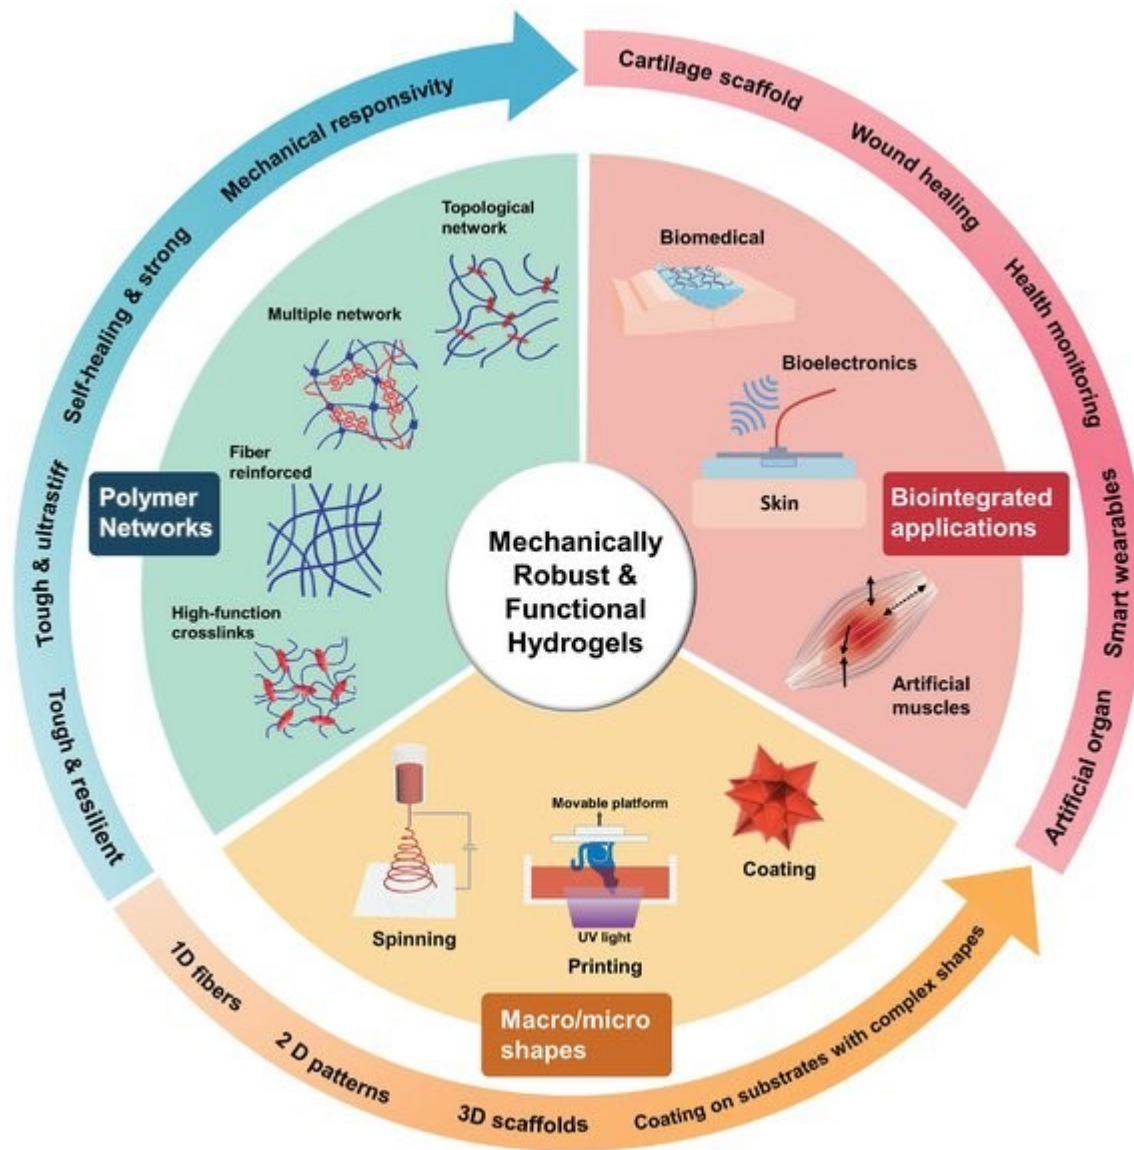 Mechanical responsivity
Self-healing & strong
Tough & ultrastiff
Tough & resilient
Cartilage scaffold
Wound healing
Health monitoring
Smart wearables
Artificial organ
1D fibers
2 D patterns
3D scaffolds
Coating on substrates with complex shapes
Topological
network
Multiple network
Fiber
reinforced
Polymer
Networks
High-function
crosslinks
Biomedical
Bioelectronics
Skin
Biointegrated
applications
Artificial
muscles
Mechanically
Robust &
Functional
Hydrogels
Movable platform
Coating
Spinning
UV light
Printing
Macro/micro
shapes